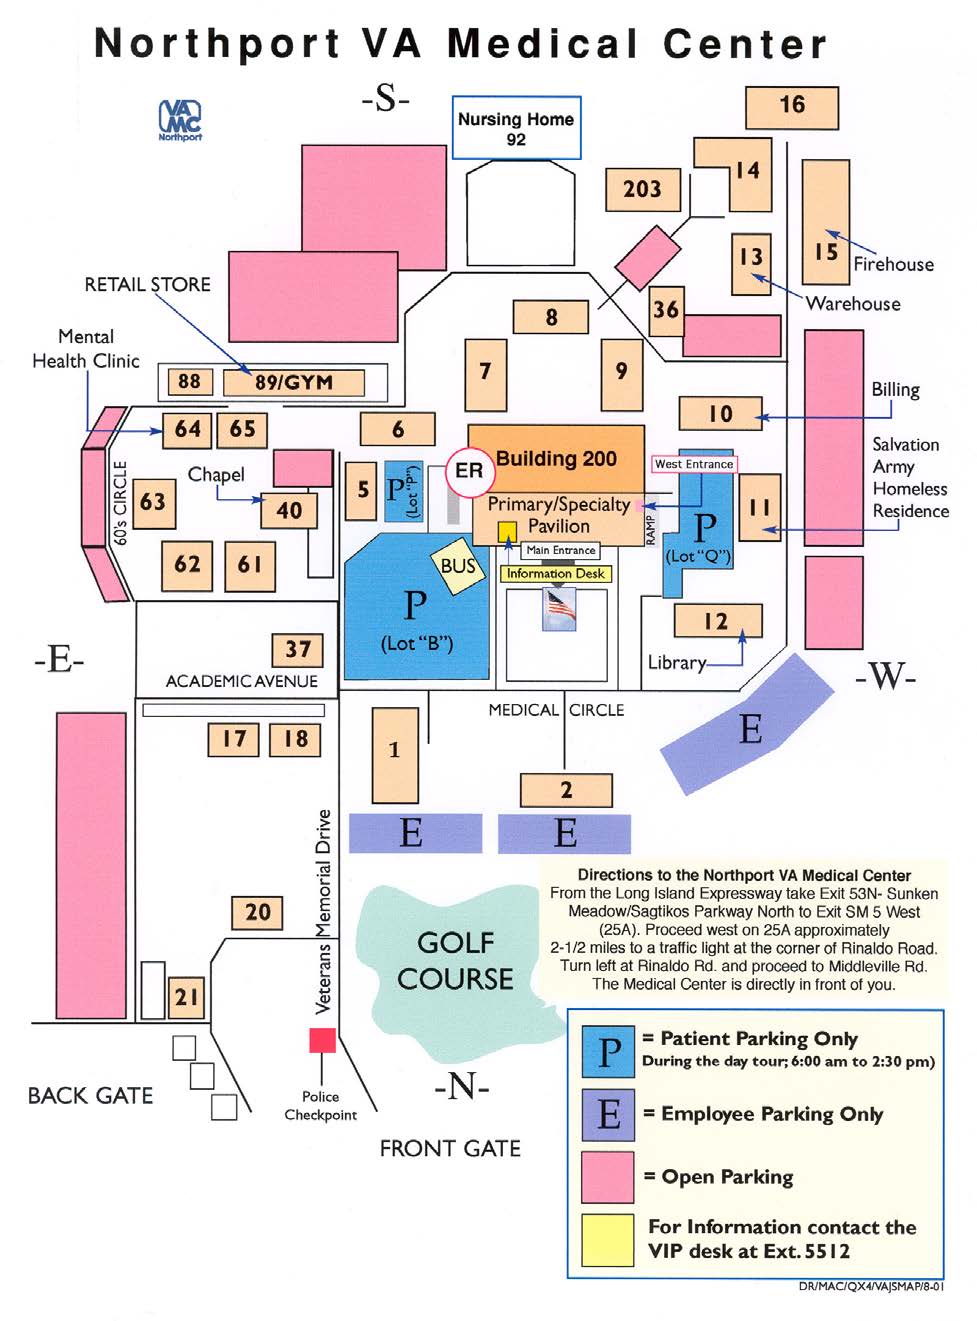 Northport VA Medical Center
-S-
VA
MC
Northport
Nursing Home
92
16
14
203
15
13
Firehouse
Warehouse
36
RETAIL STORE
8
Mental
Health Clinic
7
9
88
89/GYM
Billing
10
64
65
6
Salvation
Army
Homeless
Residence
ER
Building 200
West Entrance
Chapel
60's CIRCLE
63
40
5
P
(Lot "P")
Primary/Specialty
Pavilion
RAMP
11
P
(Lot "Q")
Main Entrance
62
61
BUS
Information Desk
P
(Lot "B")
12
37
Library
-E-
-W-
ACADEMIC AVENUE
MEDICAL CIRCLE
17
18
1
E
2
E
E
Veterans Memorial Drive
Directions to the Northport VA Medical Center
From the Long Island Expressway take Exit 53N- Sunken
Meadow/Sagtikos Parkway North to Exit SM 5 West
(25A). Proceed west on 25A approximately
2-1/2 miles to a traffic light at the corner of Rinaldo Road.
Turn left at Rinaldo Rd. and proceed to Middleville Rd.
The Medical Center is directly in front of you.
20
GOLF
COURSE
21
P
= Patient Parking Only
During the day tour; 6:00 am to 2:30 pm)
BACK GATE
Police
Checkpoint
-N-
FRONT GATE
E
= Employee Parking Only
= Open Parking
For Information contact the
VIP desk at Ext. 5512
DR/MAC/QX4/VAJSMAP/8-01